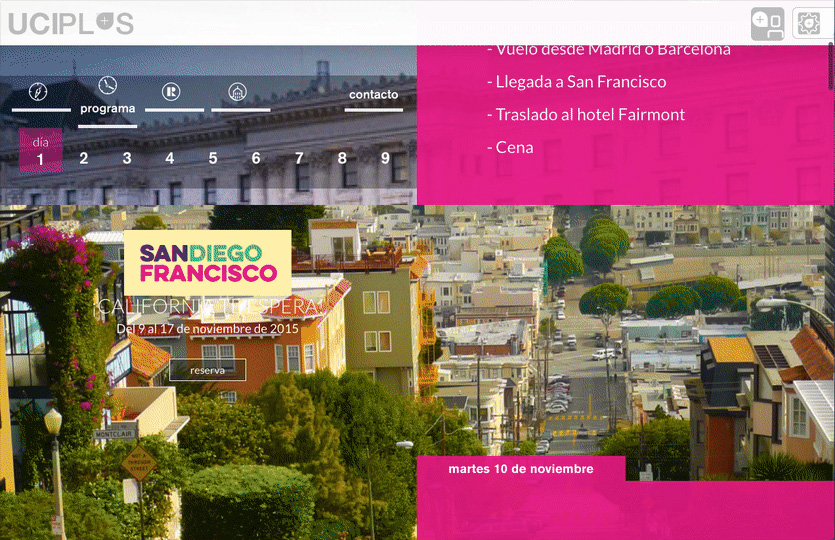 UCIPLUS
- Vuelo desde Madrid o Barcelona
- Llegada a San Francisco
- Traslado al hotel Fairmont
- Cena
programa
contacto
día
1 2 3 4 5 6 7 8 9
SANDIEGO
FRANCISCO
CALIFORNIA TE ESPERA
Del 9 al 17 de noviembre de 2015
reserva
MONTCLAIR
martes 10 de noviembre